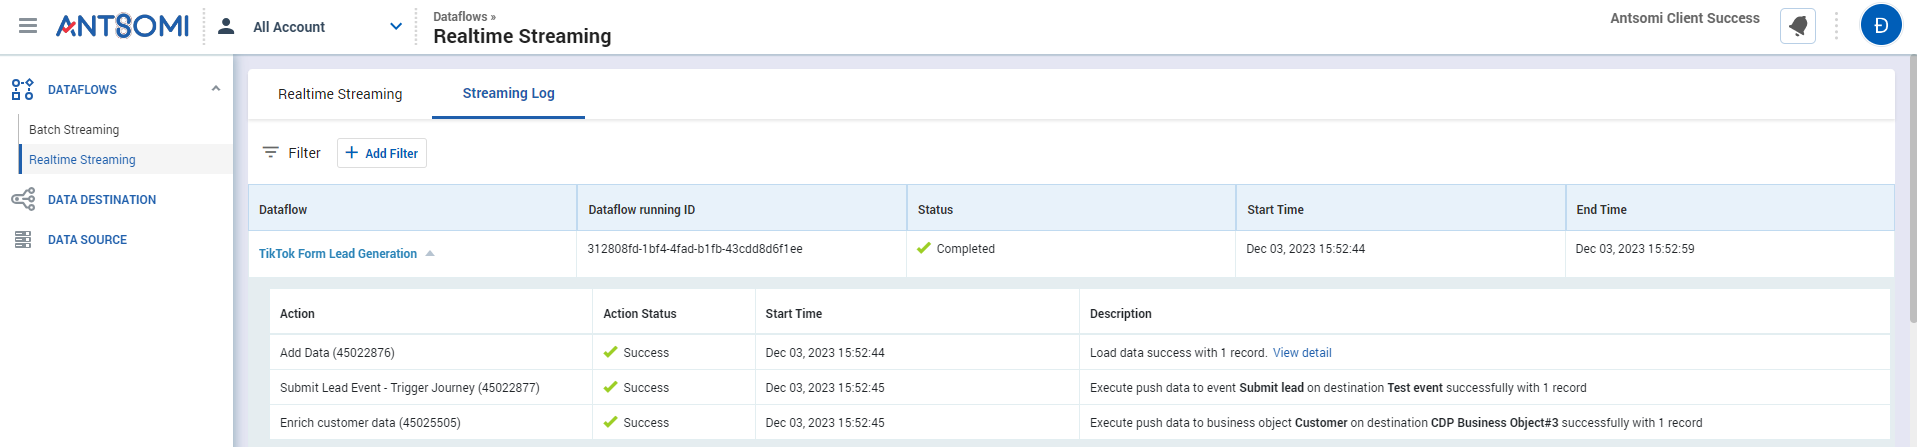 ANTSOMI
All Account
Dataflows »
Realtime Streaming
Antsomi Client Success
Đ
DATAFLOWS
Batch Streaming
Realtime Streaming
DATA DESTINATION
DATA SOURCE
Realtime Streaming
Streaming Log
Filter
Add Filter
Dataflow Dataflow running ID Status Start Time End Time
TikTok Form Lead Generation 312808fd-1bf4-4fad-b1fb-43cdd8d6f1ee Completed Dec 03, 2023 15:52:44 Dec 03, 2023 15:52:59
Action Action Status Start Time Description
Add Data (45022876) Success Dec 03, 2023 15:52:44 Load data success with 1 record. View detail
Submit Lead Event - Trigger Journey (45022877) Success Dec 03, 2023 15:52:45 Execute push data to event Submit lead on destination Test event successfully with 1 record
Enrich customer data (45025505) Success Dec 03, 2023 15:52:45 Execute push data to business object Customer on destination CDP Business Object#3 successfully with 1 record